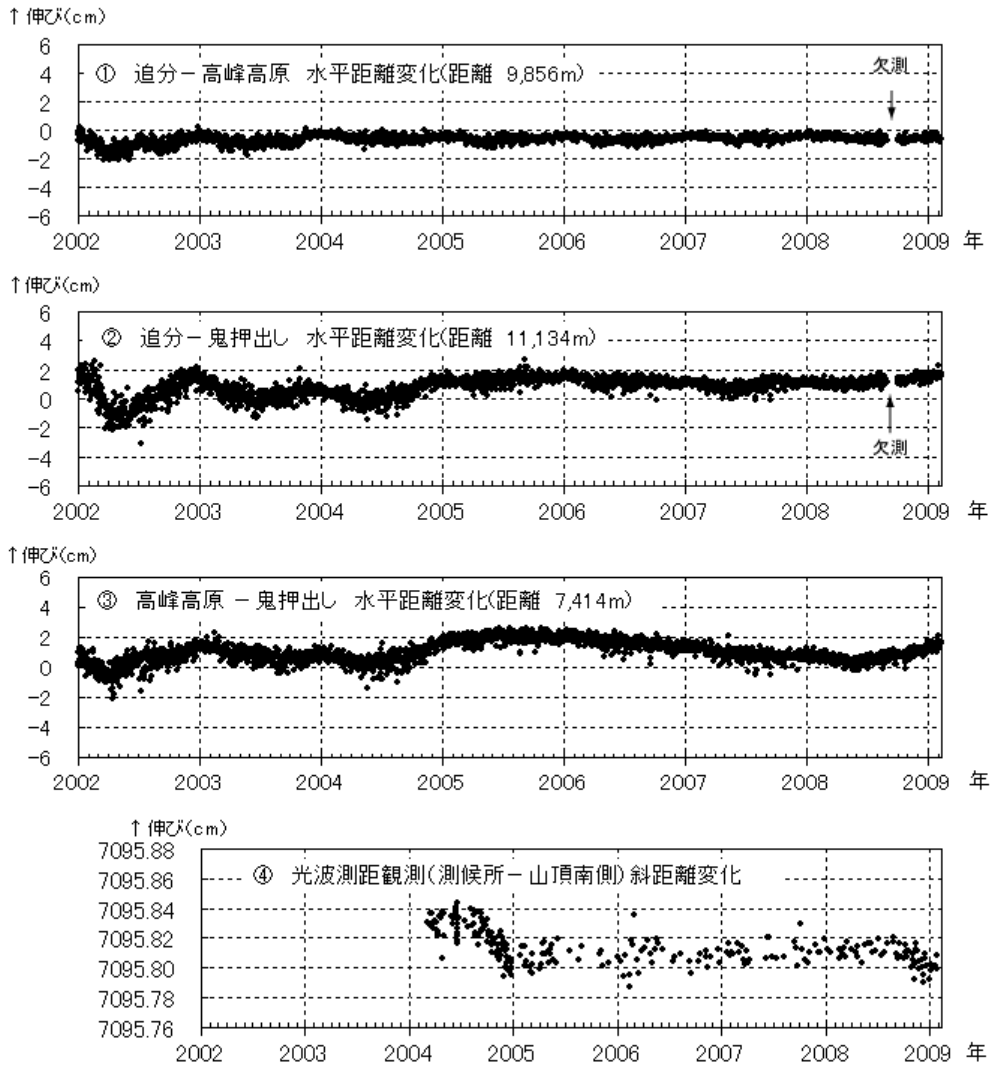 ↑伸び(cm)
① 追分－高峰高原 水平距離変化(距離 9,856m)
欠測
6
4
2
0
-2
-4
-6
2002 2003 2004 2005 2006 2007 2008 2009 年
↑伸び(cm)
② 追分－鬼押出し 水平距離変化(距離 11,134m)
6
4
2
0
-2
-4
-6
欠測
2002 2003 2004 2005 2006 2007 2008 2009 年
↑伸び(cm)
③ 高峰高原 －鬼押出し 水平距離変化(距離 7,414m)
6
4
2
0
-2
-4
-6
2002 2003 2004 2005 2006 2007 2008 2009 年
↑伸び(cm)
④ 光波測距観測(測候所－山頂南側)斜距離変化
7095.88
7095.86
7095.84
7095.82
7095.80
7095.78
7095.76
2002 2003 2004 2005 2006 2007 2008 2009 年